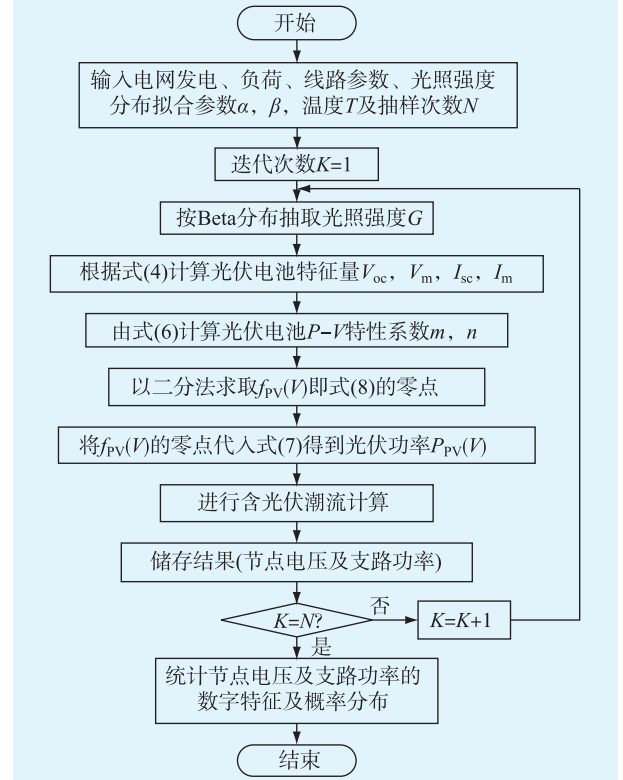 开始
输入电网发电、负荷、线路参数、光照强度
分布拟合参数α，β，温度T及抽样次数N
迭代次数K=1
按Beta分布抽取光照强度G
根据式(4)计算光伏电池特征量Voc，Vm，Isc，Im
由式(6)计算光伏电池P−V特性系数m，n
以二分法求取fPV(V)即式(8)的零点
将fPV(V)的零点代入式(7)得到光伏功率PPV(V)
进行含光伏潮流计算
储存结果(节点电压及支路功率)
K=N?
否
K=K+1
是
统计节点电压及支路功率的
数字特征及概率分布
结束